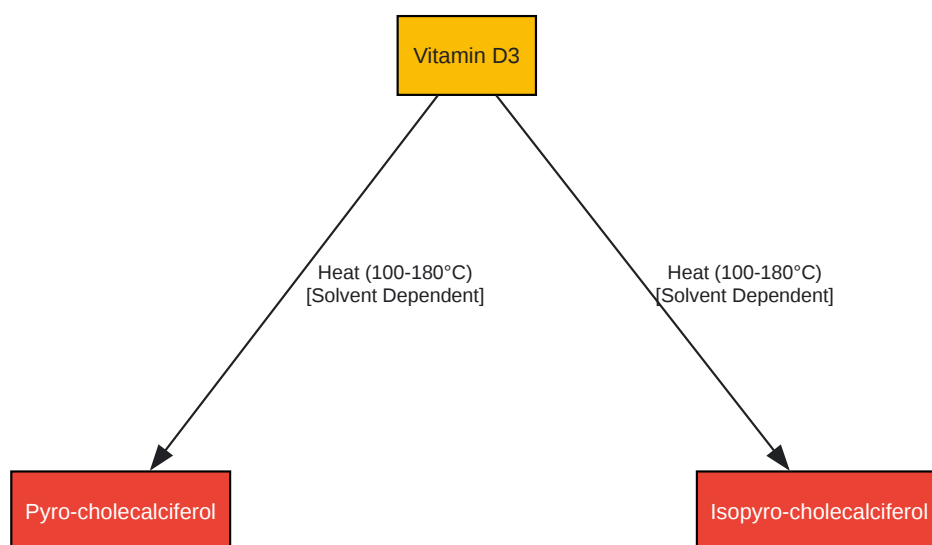 Vitamin D3
Heat (100-180°C)
[Solvent Dependent]
Heat (100-180°C)
[Solvent Dependent]
Pyro-cholecalciferol
Isopyro-cholecalciferol